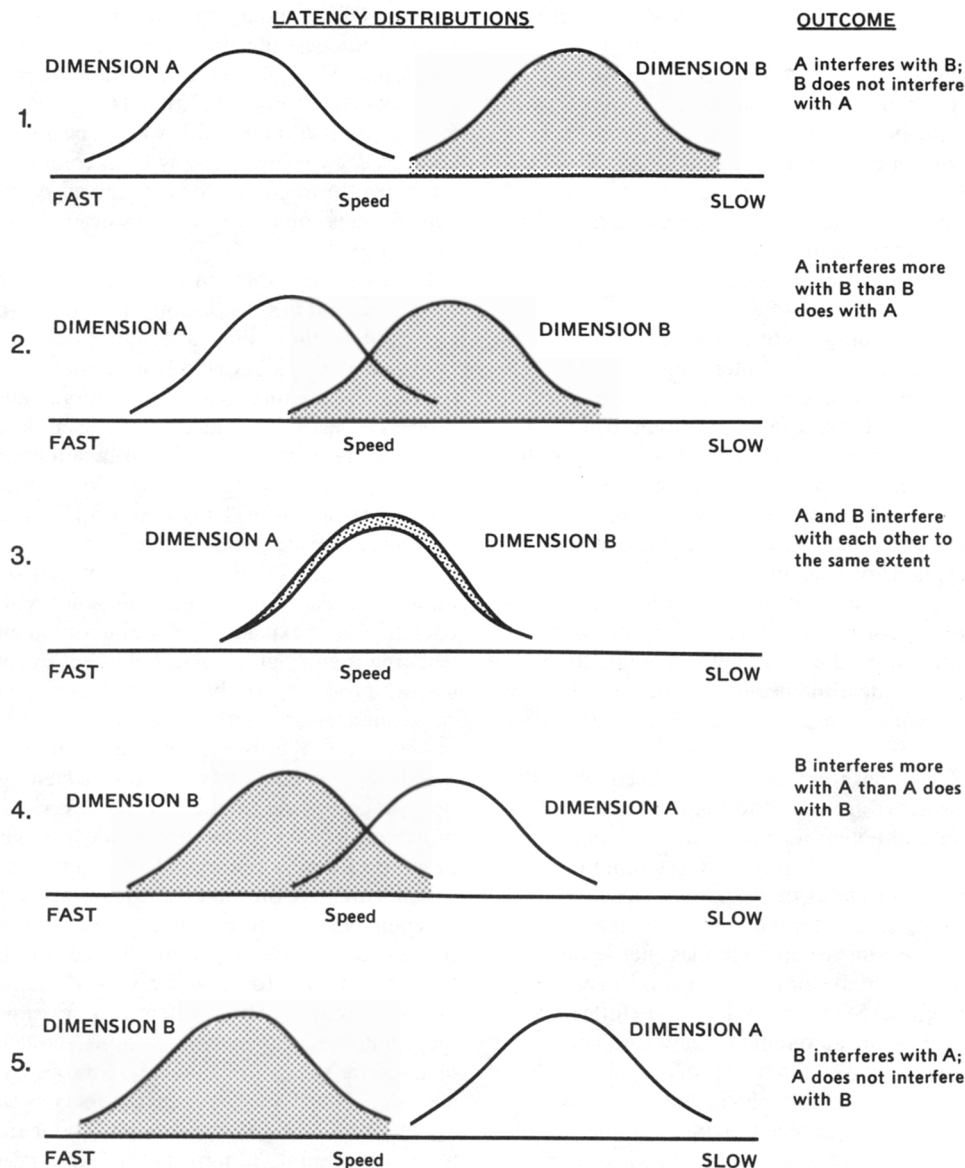 LATENCY DISTRIBUTIONS
OUTCOME
1.
DIMENSION A
DIMENSION B
A interferes with B;
B does not interfere
with A
FAST
Speed
SLOW
2.
DIMENSION A
DIMENSION B
A interferes more
with B than B
does with A
FAST
Speed
SLOW
3.
DIMENSION A
DIMENSION B
A and B interfere
with each other to
the same extent
FAST
Speed
SLOW
4.
DIMENSION B
DIMENSION A
B interferes more
with A than A does
with B
FAST
Speed
SLOW
5.
DIMENSION B
DIMENSION A
B interferes with A;
A does not interfere
with B
FAST
Speed
SLOW